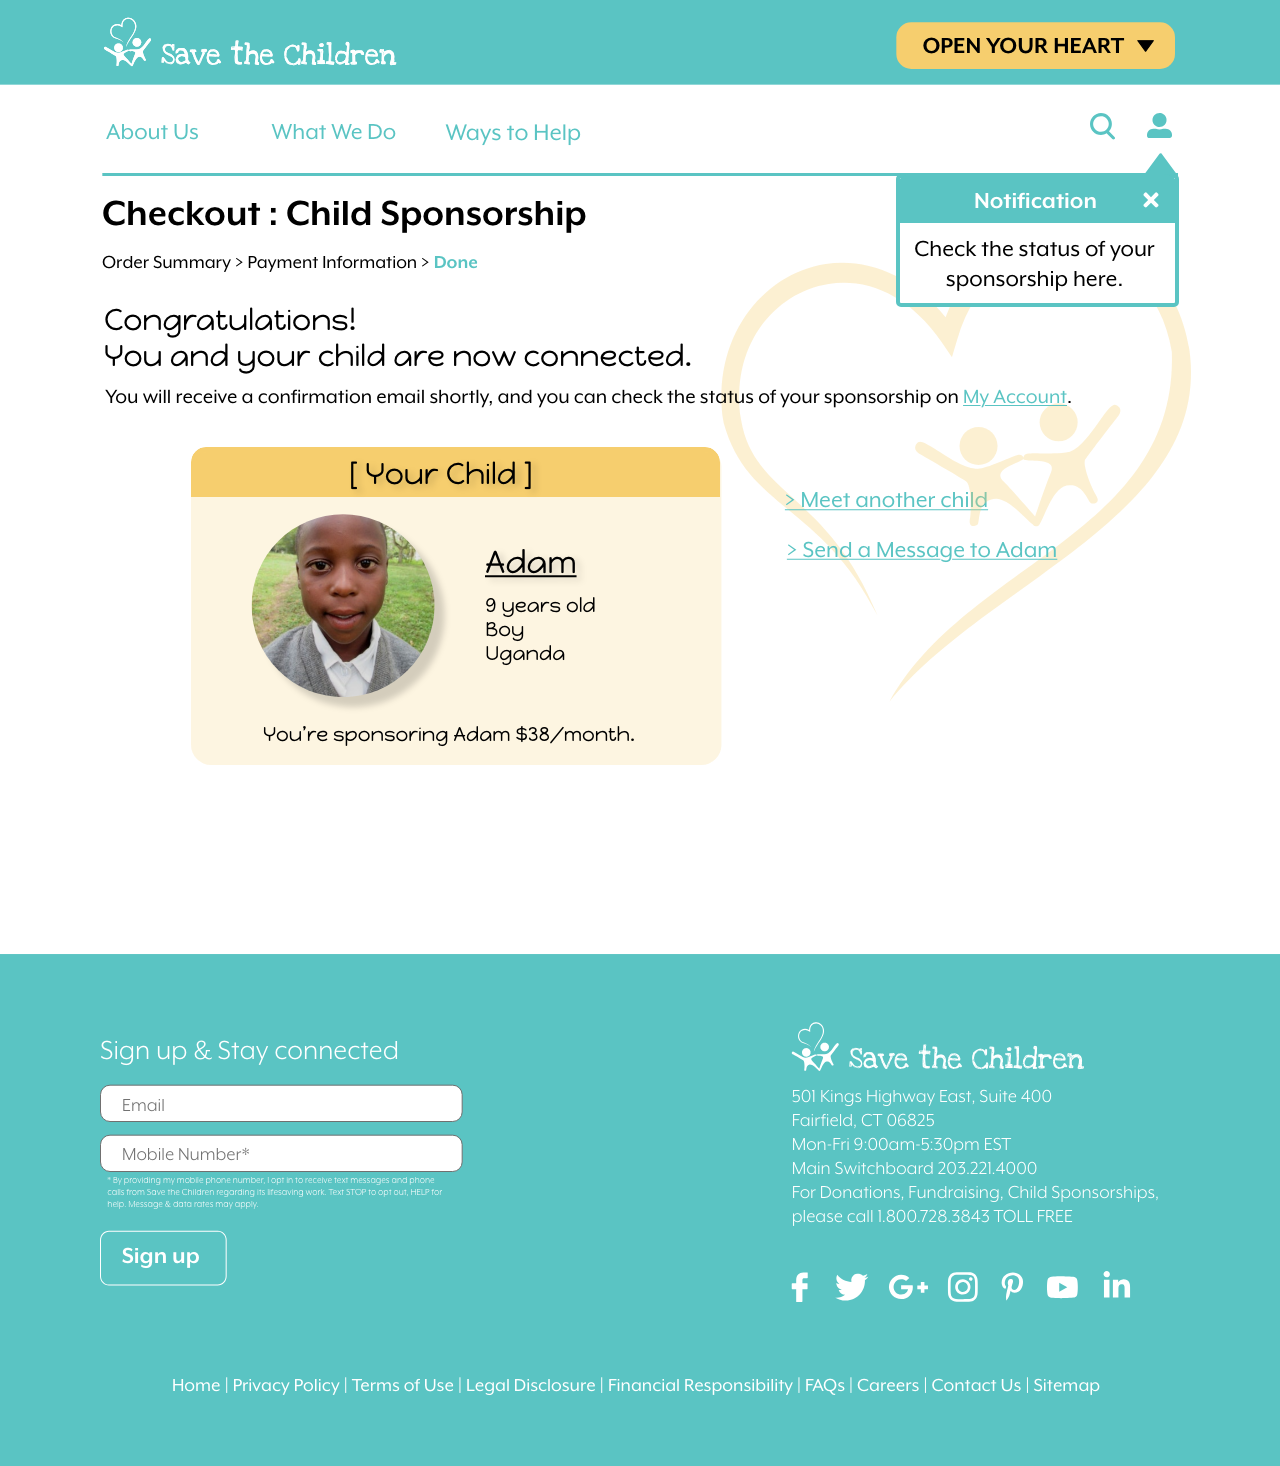 Save the Children
OPEN YOUR HEART
About Us
What We Do
Ways to Help
Checkout : Child Sponsorship
Notification
Check the status of your
sponsorship here.
Order Summary > Payment Information > Done
Congratulations!
You and your child are now connected.
You will receive a confirmation email shortly, and you can check the status of your sponsorship on My Account.
[ Your Child ]
Adam
9 years old
Boy
Uganda
You're sponsoring Adam $38/month.
> Meet another child
> Send a Message to Adam
Sign up & Stay connected
Email
Mobile Number*
* By providing my mobile phone number, I opt in to receive text messages and phone
calls from Save the Children regarding its lifesaving work. Text STOP to opt out, HELP for
help. Message & data rates may apply.
Sign up
Save the Children
501 Kings Highway East, Suite 400
Fairfield, CT 06825
Mon-Fri 9:00am-5:30pm EST
Main Switchboard 203.221.4000
For Donations, Fundraising, Child Sponsorships,
please call 1.800.728.3843 TOLL FREE
Home | Privacy Policy | Terms of Use | Legal Disclosure | Financial Responsibility | FAQs | Careers | Contact Us | Sitemap